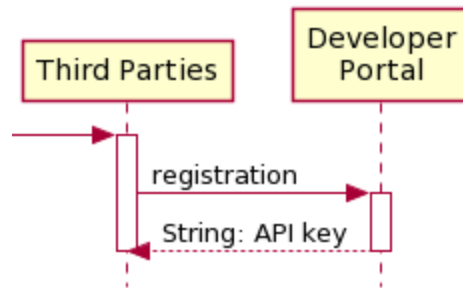 Third Parties
Developer
Portal
registration
String: API key